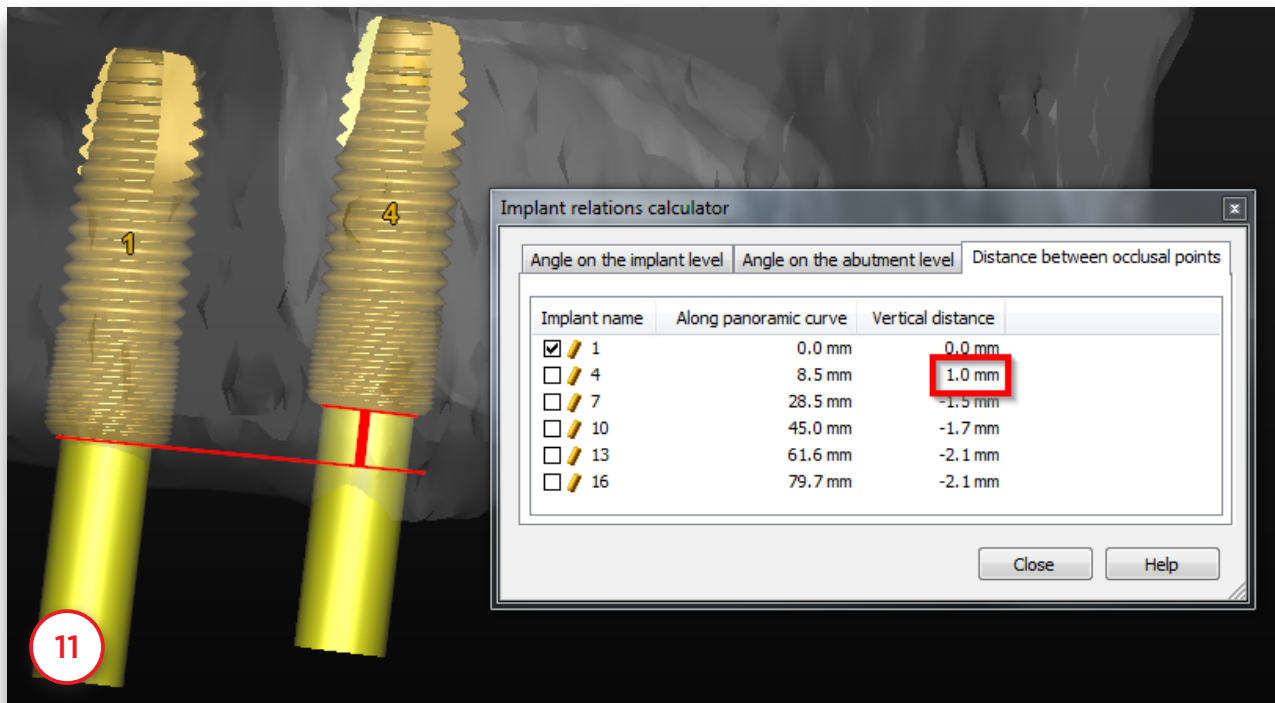 1
4
Implant relations calculator
x
Angle on the implant level Angle on the abutment level Distance between occlusal points
Implant name Along panoramic curve Vertical distance
1 0.0 mm 0.0 mm
4 8.5 mm 1.0 mm
7 28.5 mm -1.5 mm
10 45.0 mm -1.7 mm
13 61.6 mm -2.1 mm
16 79.7 mm -2.1 mm
Close Help
11